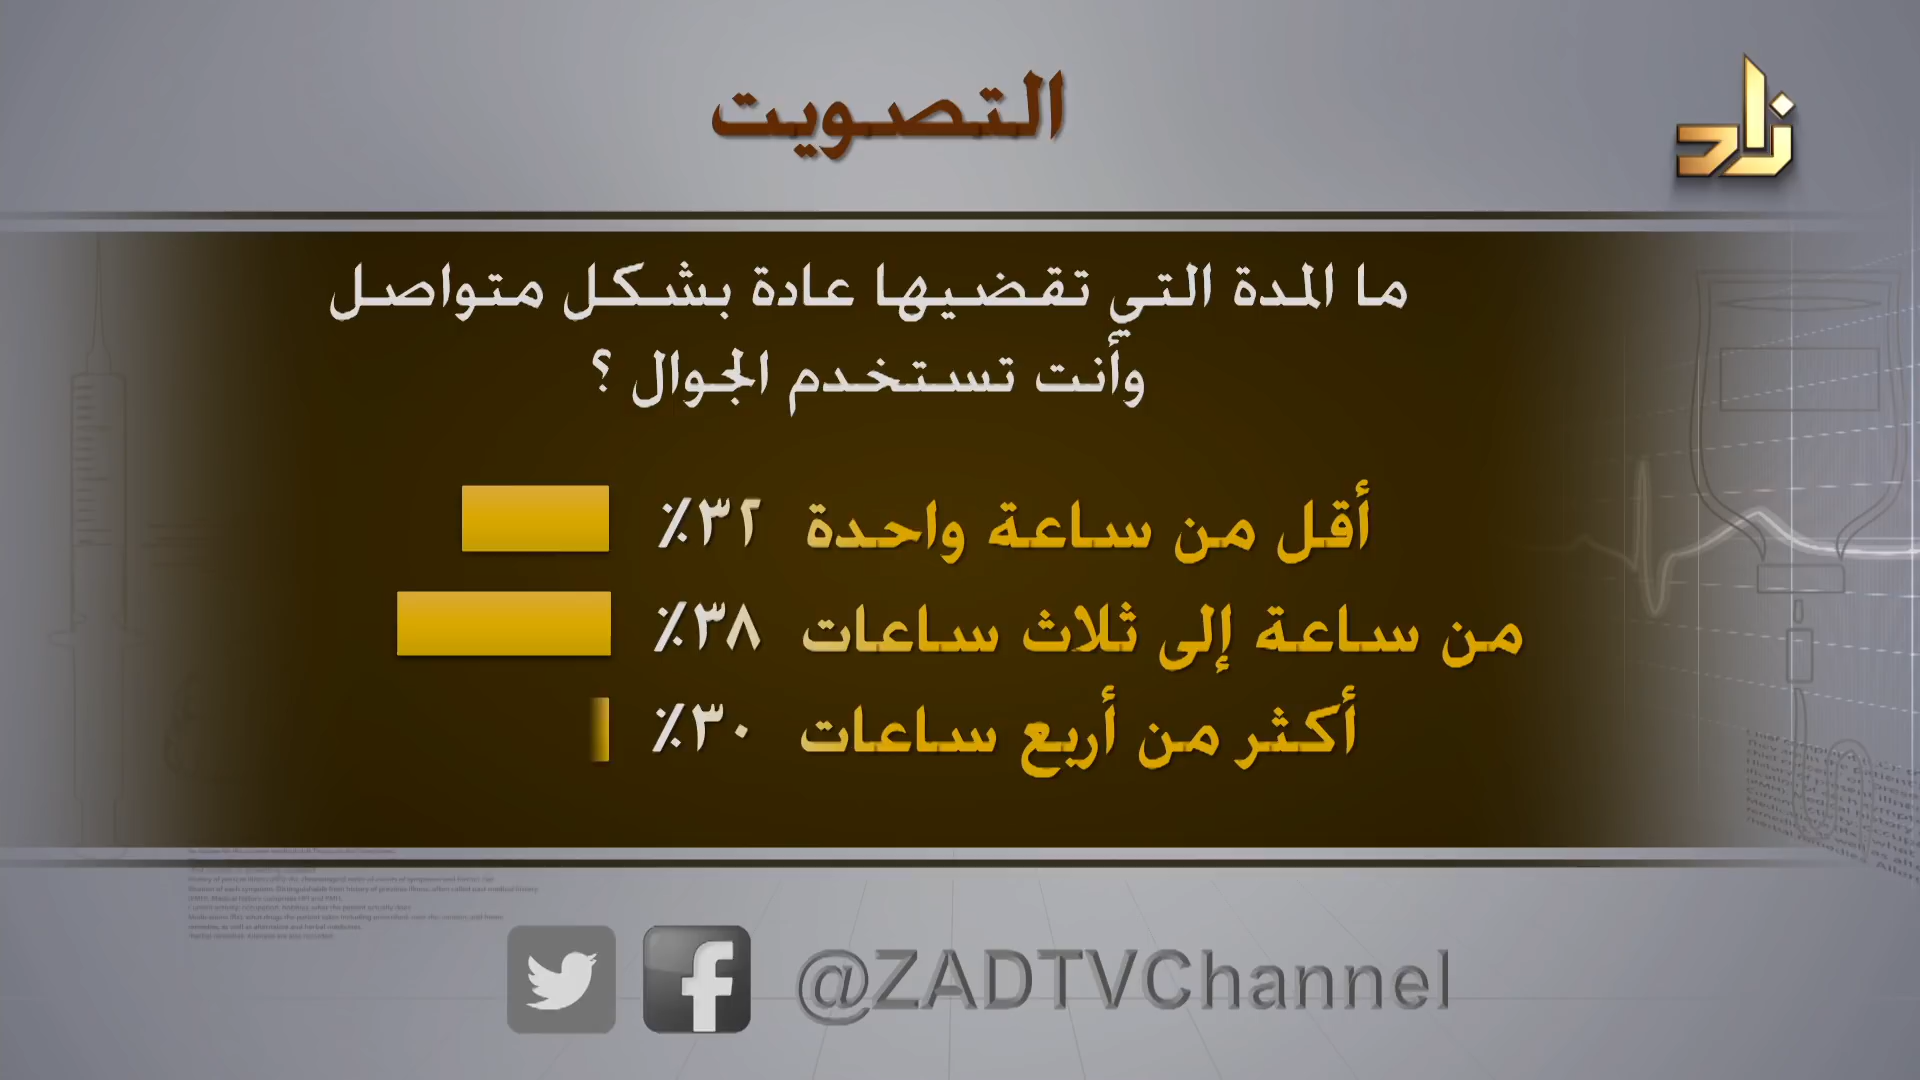 التصويت
زاد
ما المدة التي تقضيها عادة بشكل متواصل
وأنت تستخدم الجوال ؟
أقل من ساعة واحدة ٣٢٪
من ساعة إلى ثلاث ساعات ٣٨٪
أكثر من أربع ساعات ٣٠٪
@ZADTVChannel